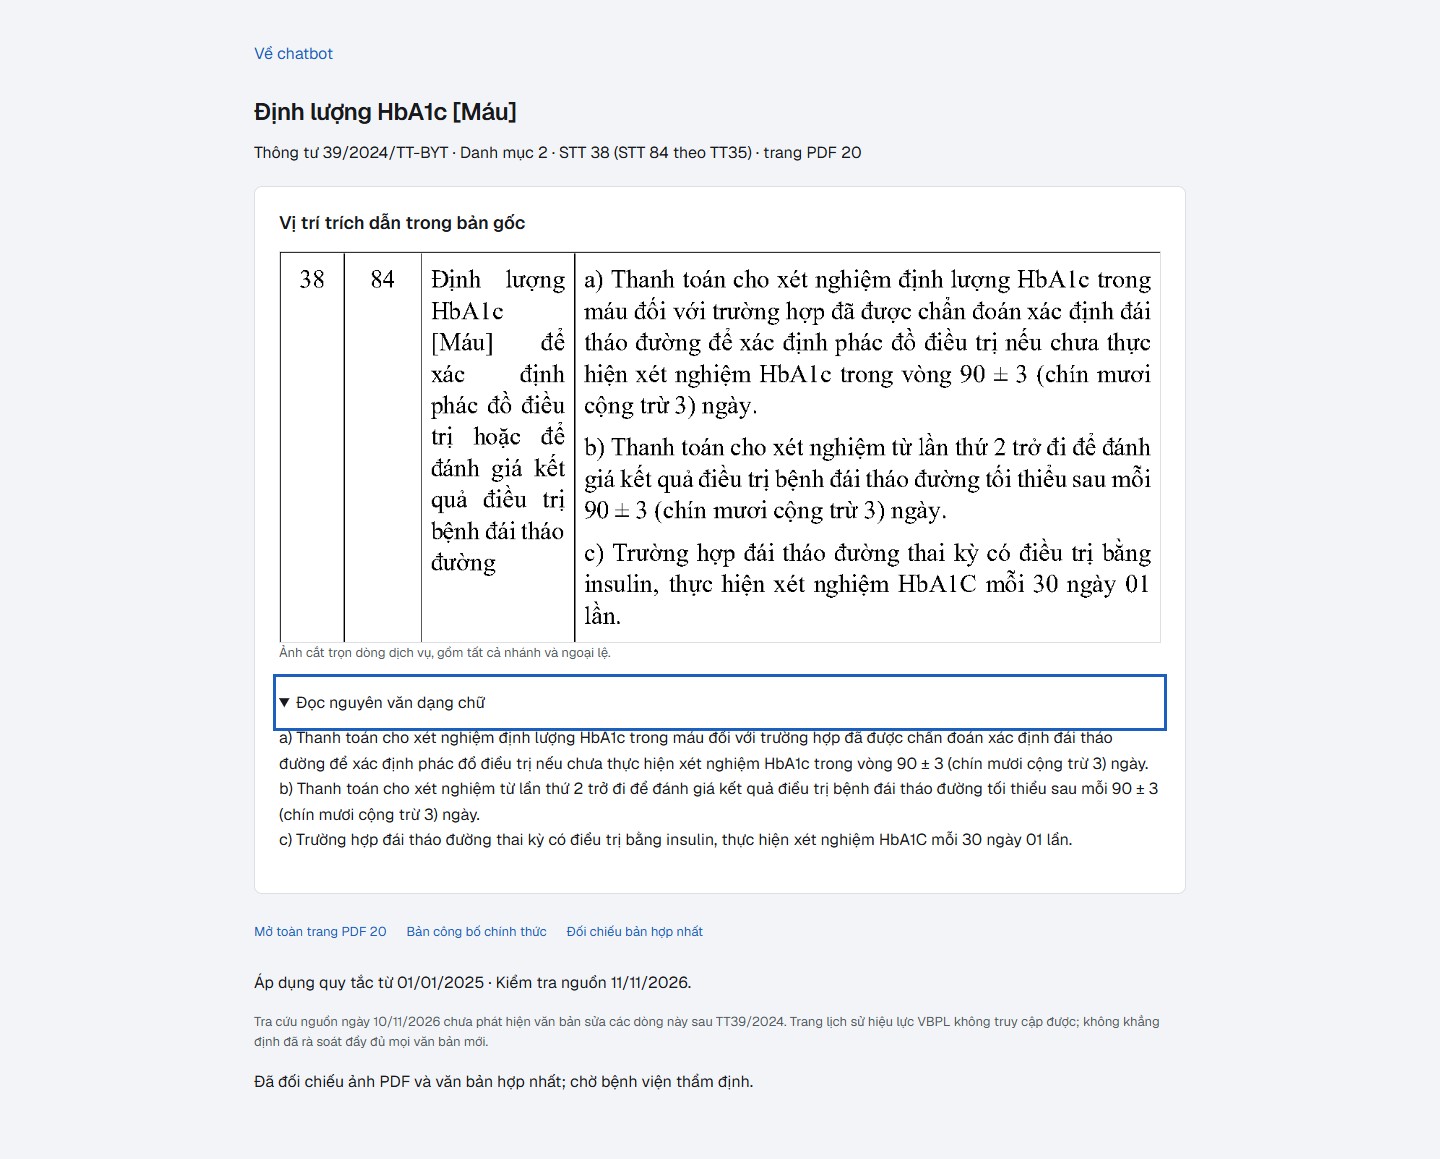 Về chatbot
Định lượng HbA1c [Máu]
Thông tư 39/2024/TT-BYT · Danh mục 2 · STT 38 (STT 84 theo TT35) · trang PDF 20
Vị trí trích dẫn trong bản gốc
38
84
Định lượng
HbA1c
[Máu] để
xác định
phác đồ điều
trị hoặc để
đánh giá kết
quả điều trị
bệnh đái tháo
đường
a) Thanh toán cho xét nghiệm định lượng HbA1c trong
máu đối với trường hợp đã được chẩn đoán xác định đái
tháo đường để xác định phác đồ điều trị nếu chưa thực
hiện xét nghiệm HbA1c trong vòng 90 ± 3 (chín mươi
cộng trừ 3) ngày.
b) Thanh toán cho xét nghiệm từ lần thứ 2 trở đi để đánh
giá kết quả điều trị bệnh đái tháo đường tối thiểu sau mỗi
90 ± 3 (chín mươi cộng trừ 3) ngày.
c) Trường hợp đái tháo đường thai kỳ có điều trị bằng
insulin, thực hiện xét nghiệm HbA1C mỗi 30 ngày 01
lần.
Ảnh cắt trọn dòng dịch vụ, gồm tất cả nhánh và ngoại lệ.
▼ Đọc nguyên văn dạng chữ
a) Thanh toán cho xét nghiệm định lượng HbA1c trong máu đối với trường hợp đã được chẩn đoán xác định đái tháo
đường để xác định phác đồ điều trị nếu chưa thực hiện xét nghiệm HbA1c trong vòng 90 ± 3 (chín mươi cộng trừ 3) ngày.
b) Thanh toán cho xét nghiệm từ lần thứ 2 trở đi để đánh giá kết quả điều trị bệnh đái tháo đường tối thiểu sau mỗi 90 ± 3
(chín mươi cộng trừ 3) ngày.
c) Trường hợp đái tháo đường thai kỳ có điều trị bằng insulin, thực hiện xét nghiệm HbA1C mỗi 30 ngày 01 lần.
Mở toàn trang PDF 20 Bản công bố chính thức Đối chiếu bản hợp nhất
Áp dụng quy tắc từ 01/01/2025 · Kiểm tra nguồn 11/11/2026.
Tra cứu nguồn ngày 10/11/2026 chưa phát hiện văn bản sửa các dòng này sau TT39/2024. Trang lịch sử hiệu lực VBPL không truy cập được; không khẳng
định đã rà soát đầy đủ mọi văn bản mới.
Đã đối chiếu ảnh PDF và văn bản hợp nhất; chờ bệnh viện thẩm định.